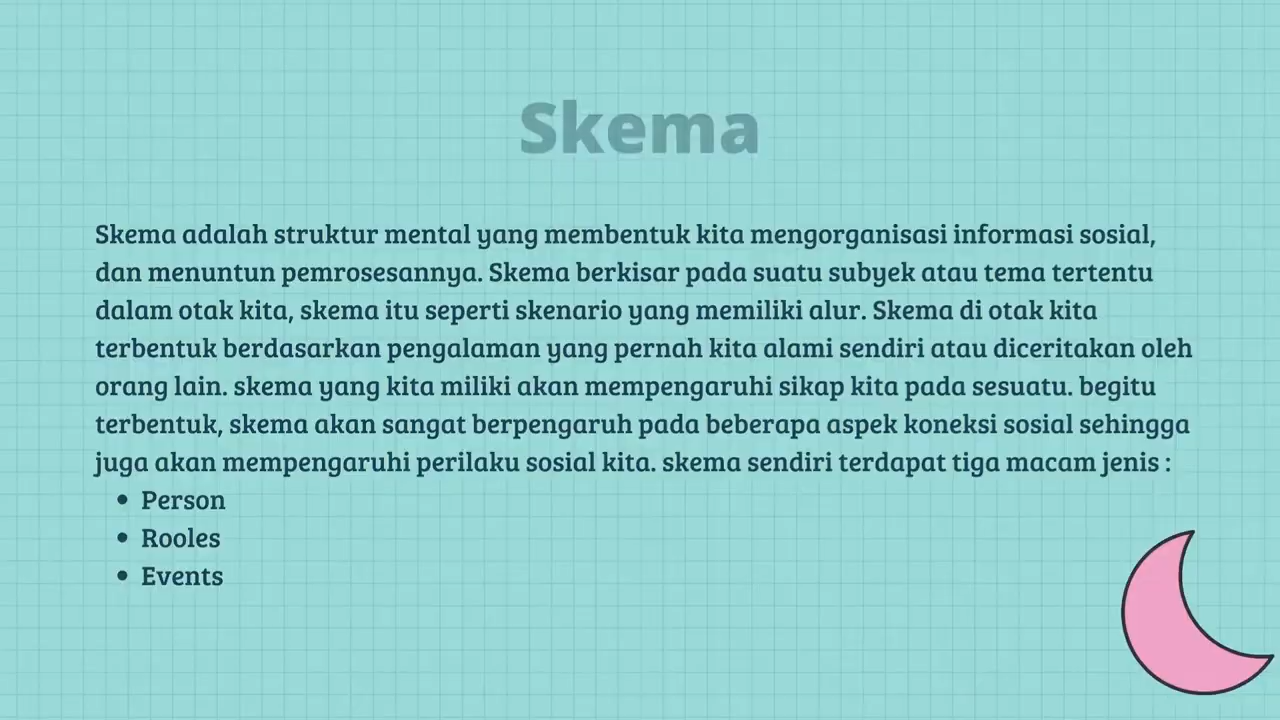 Skema
Skema adalah struktur mental yang membentuk kita mengorganisasi informasi sosial,
dan menuntun pemrosesannya. Skema berkisar pada suatu subyek atau tema tertentu
dalam otak kita, skema itu seperti skenario yang memiliki alur. Skema di otak kita
terbentuk berdasarkan pengalaman yang pernah kita alami sendiri atau diceritakan oleh
orang lain. skema yang kita miliki akan mempengaruhi sikap kita pada sesuatu. begitu
terbentuk, skema akan sangat berpengaruh pada beberapa aspek koneksi sosial sehingga
juga akan mempengaruhi perilaku sosial kita. skema sendiri terdapat tiga macam jenis :
• Person
• Rooles
• Events